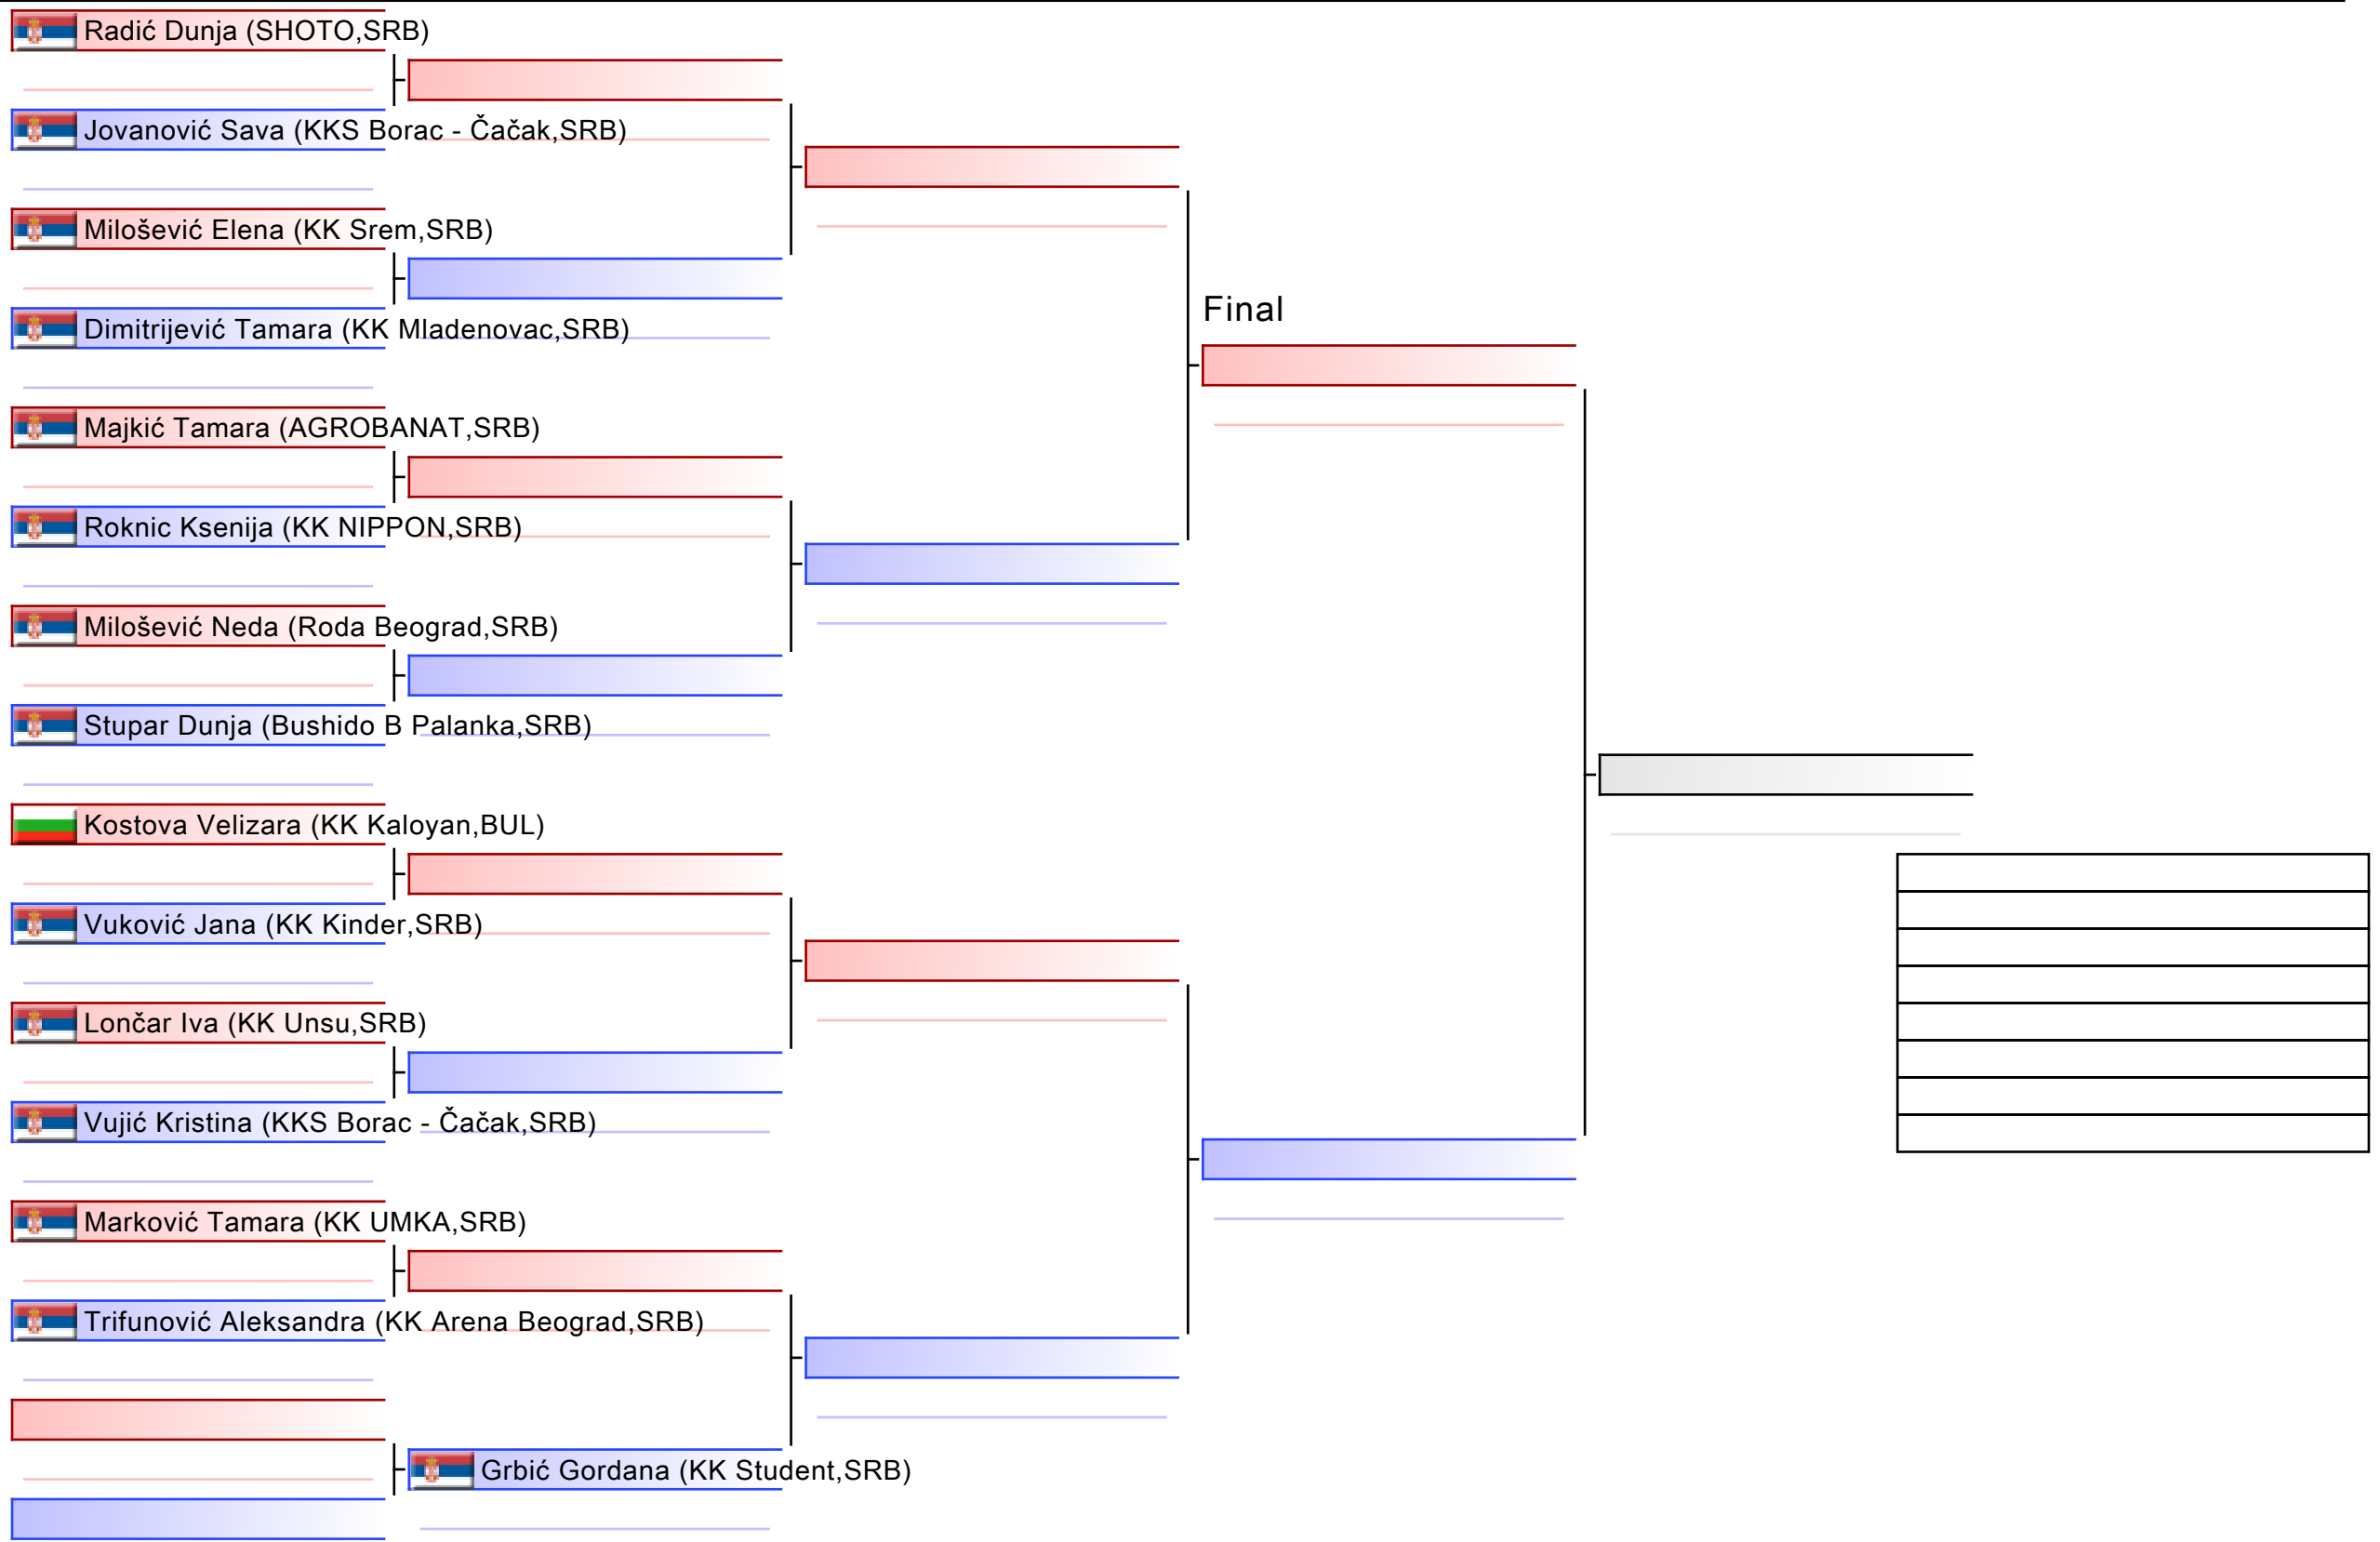 Radić Dunja (SHOTO,SRB)
Jovanović Sava (KKS Borac - Čačak,SRB)
Milošević Elena (KK Srem,SRB)
Final
Dimitrijević Tamara (KK Mladenovac,SRB)
Majkić Tamara (AGROBANAT,SRB)
Roknic Ksenija (KK NIPPON,SRB)
Milošević Neda (Roda Beograd,SRB)
Stupar Dunja (Bushido B Palanka,SRB)
Kostova Velizara (KK Kaloyan,BUL)
Vuković Jana (KK Kinder,SRB)
Lončar Iva (KK Unsu,SRB)
Vujić Kristina (KKS Borac - Čačak,SRB)
Marković Tamara (KK UMKA,SRB)
Trifunović Aleksandra (KK Arena Beograd,SRB)
Grbić Gordana (KK Student,SRB)